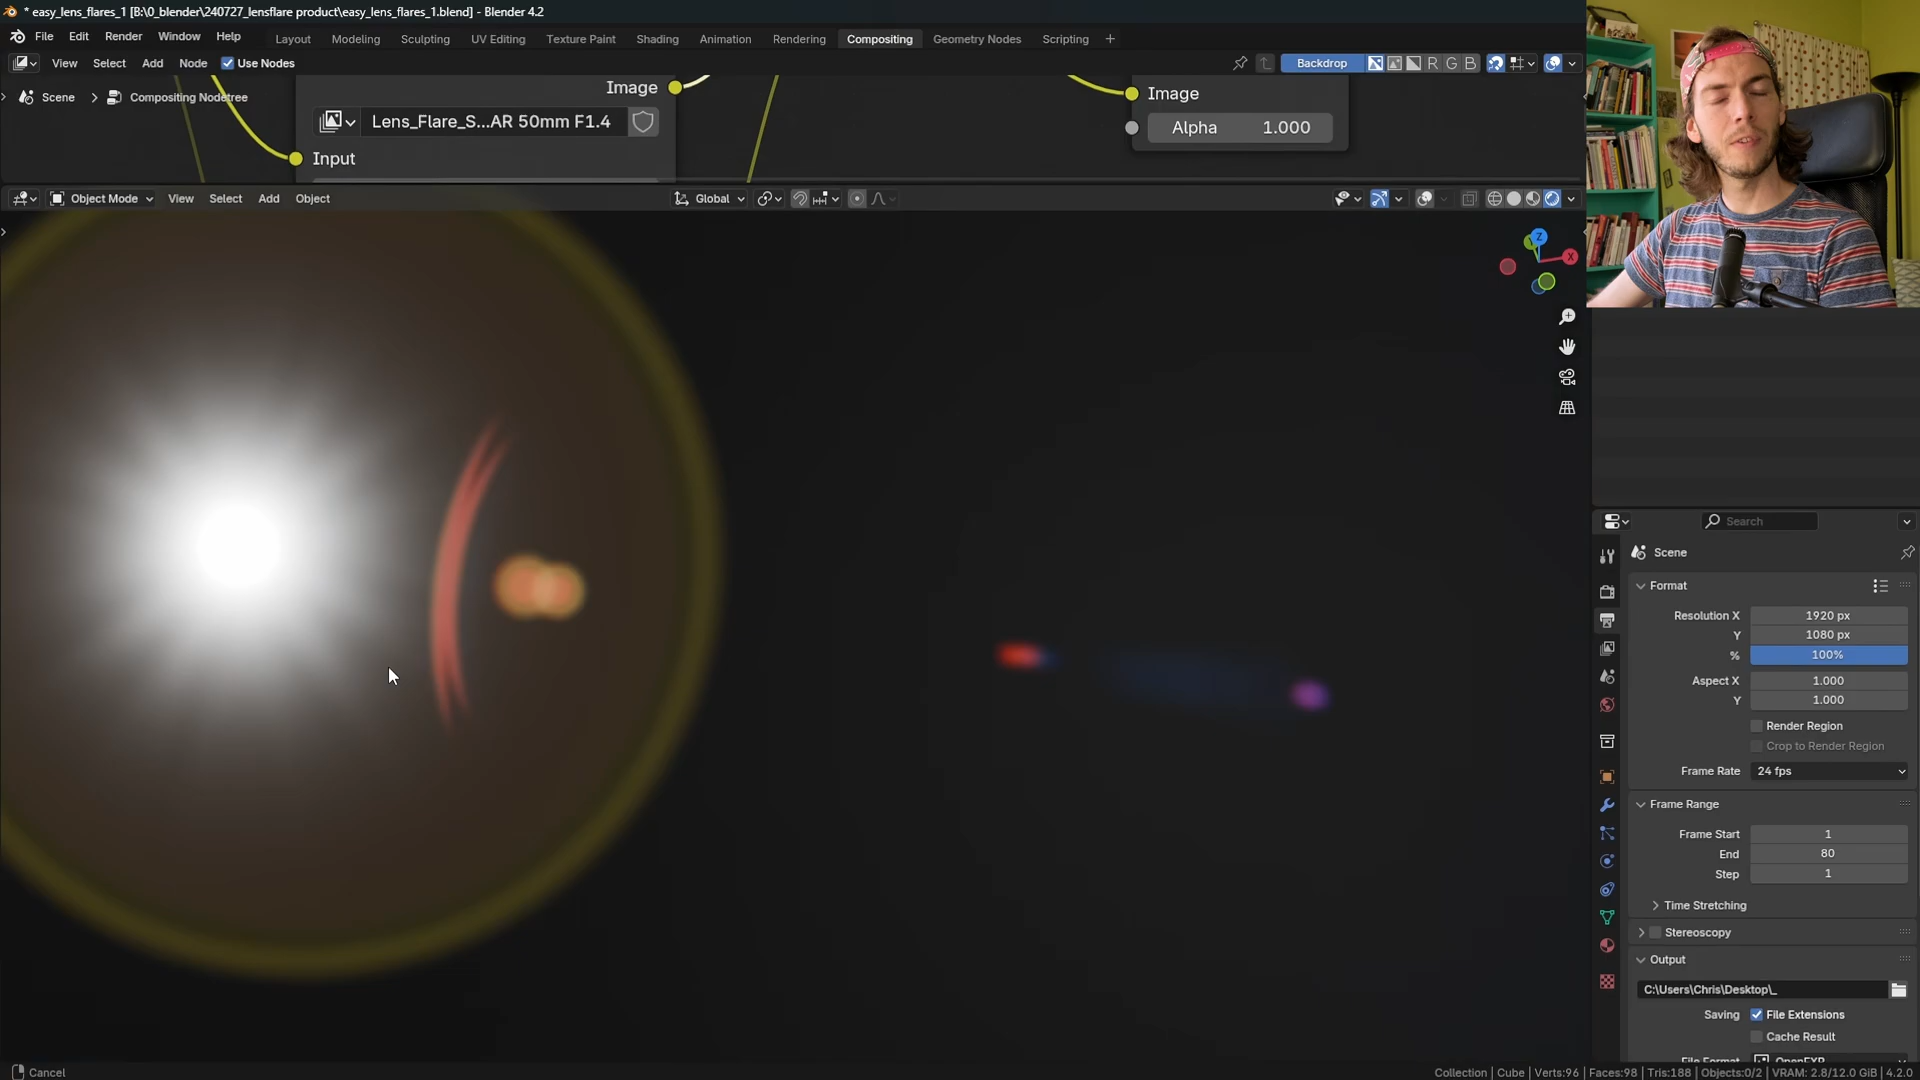 * easy_lens_flares_1 [B:\0_blender\240727_lensflare product\easy_lens_flares_1.blend] - Blender 4.2
File Edit Render Window Help Layout Modeling Sculpting UV Editing Texture Paint Shading Animation Rendering Compositing Geometry Nodes Scripting +
View Select Add Node Use Nodes Backdrop R G B
Scene > Compositing Nodetree
Image
Lens_Flare_S...AR 50mm F1.4
Input
Image
Alpha 1.000
Object Mode View Select Add Object Global
Z
X
Search
Scene
Format
Resolution X 1920 px
Y 1080 px
% 100%
Aspect X 1.000
Y 1.000
Render Region
Crop to Render Region
Frame Rate 24 fps
Frame Range
Frame Start 1
End 80
Step 1
Time Stretching
Stereoscopy
Output
C:\Users\Chris\Desktop\_
Saving File Extensions
Cache Result
File Format OpenEXR
Cancel
Collection | Cube | Verts:96 | Faces:98 | Tris:188 | Objects:0/2 | VRAM: 2.8/12.0 GiB | 4.2.0